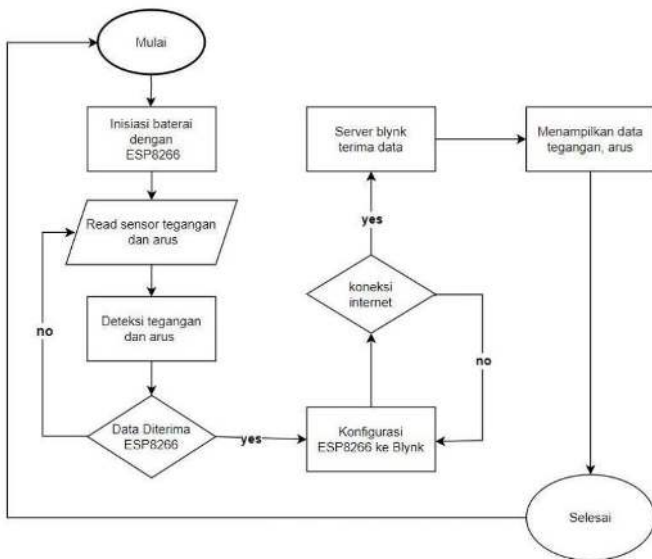 Mulai
Inisiasi baterai
dengan
ESP8266
Read sensor tegangan
dan arus
Deteksi tegangan
dan arus
no
Data Diterima
ESP8266
yes
Konfigurasi
ESP8266 ke Blynk
koneksi
internet
no
yes
Server blynk
terima data
Menampilkan data
tegangan, arus
Selesai